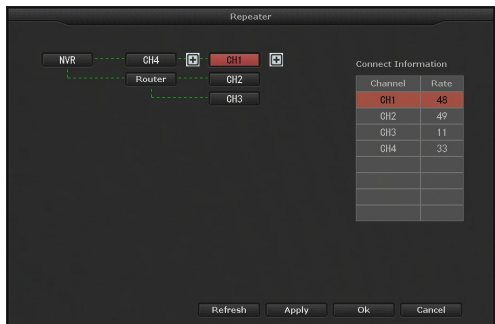 Repeater
NVR CH4 CH1
Router CH2
CH3
Connect Information
Channel Rate
CH1 48
CH2 49
CH3 11
CH4 33
Refresh Apply Ok Cancel